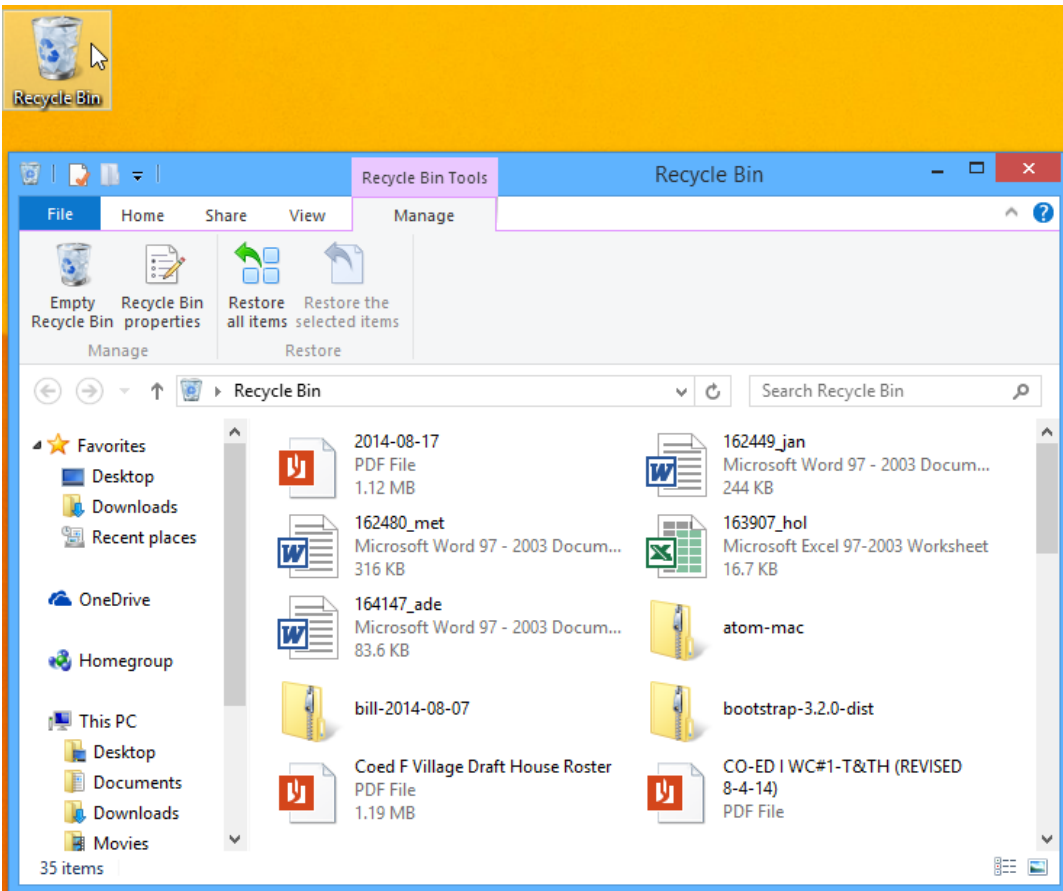 Recycle Bin
Recycle Bin Tools
Recycle Bin
File Home Share View Manage
Empty Recycle Bin Restore Restore the
Recycle Bin properties all items selected items
Manage Restore
Recycle Bin Search Recycle Bin
Favorites
Desktop
Downloads
Recent places
OneDrive
Homegroup
This PC
Desktop
Documents
Downloads
Movies
2014-08-17
PDF File
1.12 MB
162449_jan
Microsoft Word 97 - 2003 Docum...
244 KB
162480_met
Microsoft Word 97 - 2003 Docum...
316 KB
163907_hol
Microsoft Excel 97-2003 Worksheet
16.7 KB
164147_ade
Microsoft Word 97 - 2003 Docum...
83.6 KB
atom-mac
bill-2014-08-07
bootstrap-3.2.0-dist
Coed F Village Draft House Roster
PDF File
1.19 MB
CO-ED I WC#1-T&TH (REVISED
8-4-14)
PDF File
35 items